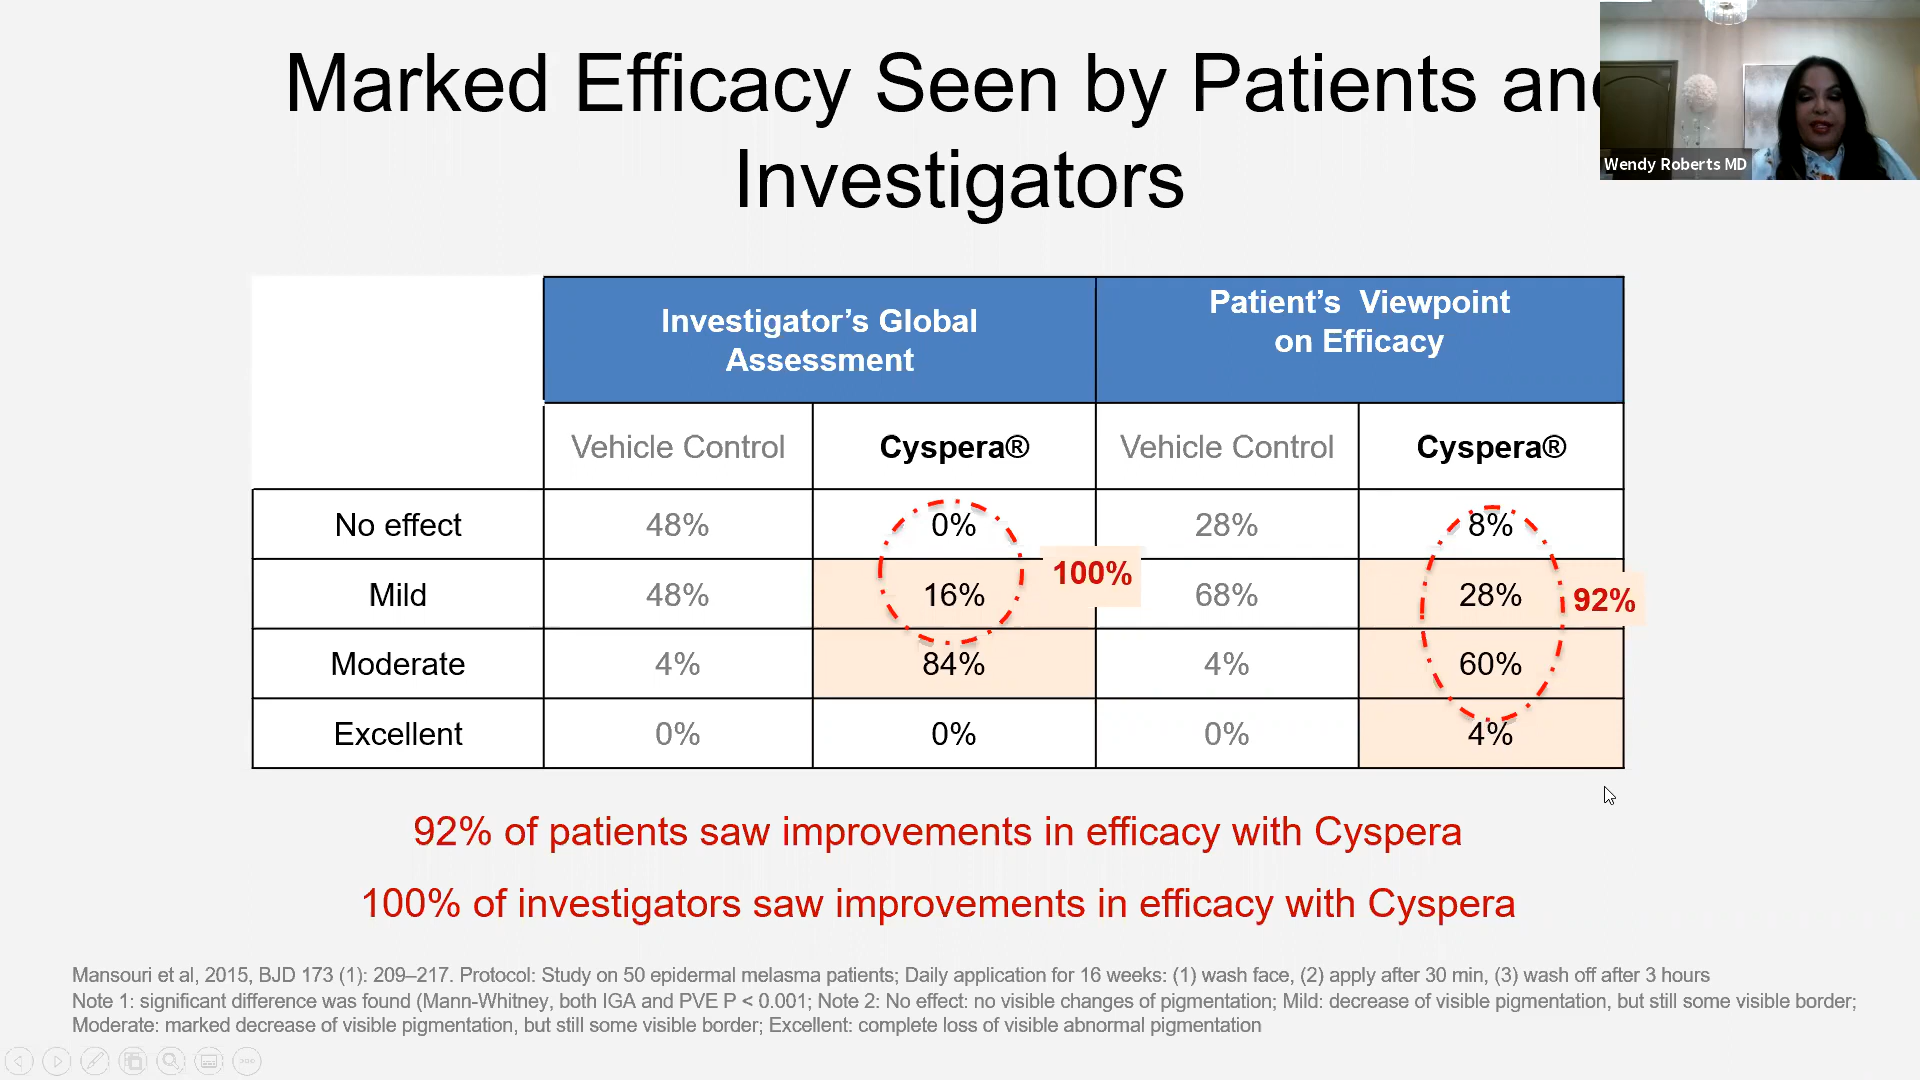 Marked Efficacy Seen by Patients and
Investigators
Wendy Roberts MD
Investigator’s Global
Assessment
Patient’s Viewpoint
on Efficacy
Vehicle Control Cyspera® Vehicle Control Cyspera®
No effect 48% 0% 28% 8%
100%
Mild 48% 16% 68% 28% 92%
Moderate 4% 84% 4% 60%
Excellent 0% 0% 0% 4%
92% of patients saw improvements in efficacy with Cyspera
100% of investigators saw improvements in efficacy with Cyspera
Mansouri et al, 2015, BJD 173 (1): 209–217. Protocol: Study on 50 epidermal melasma patients; Daily application for 16 weeks: (1) wash face, (2) apply after 30 min, (3) wash off after 3 hours
Note 1: significant difference was found (Mann-Whitney, both IGA and PVE P < 0.001; Note 2: No effect: no visible changes of pigmentation; Mild: decrease of visible pigmentation, but still some visible border;
Moderate: marked decrease of visible pigmentation, but still some visible border; Excellent: complete loss of visible abnormal pigmentation